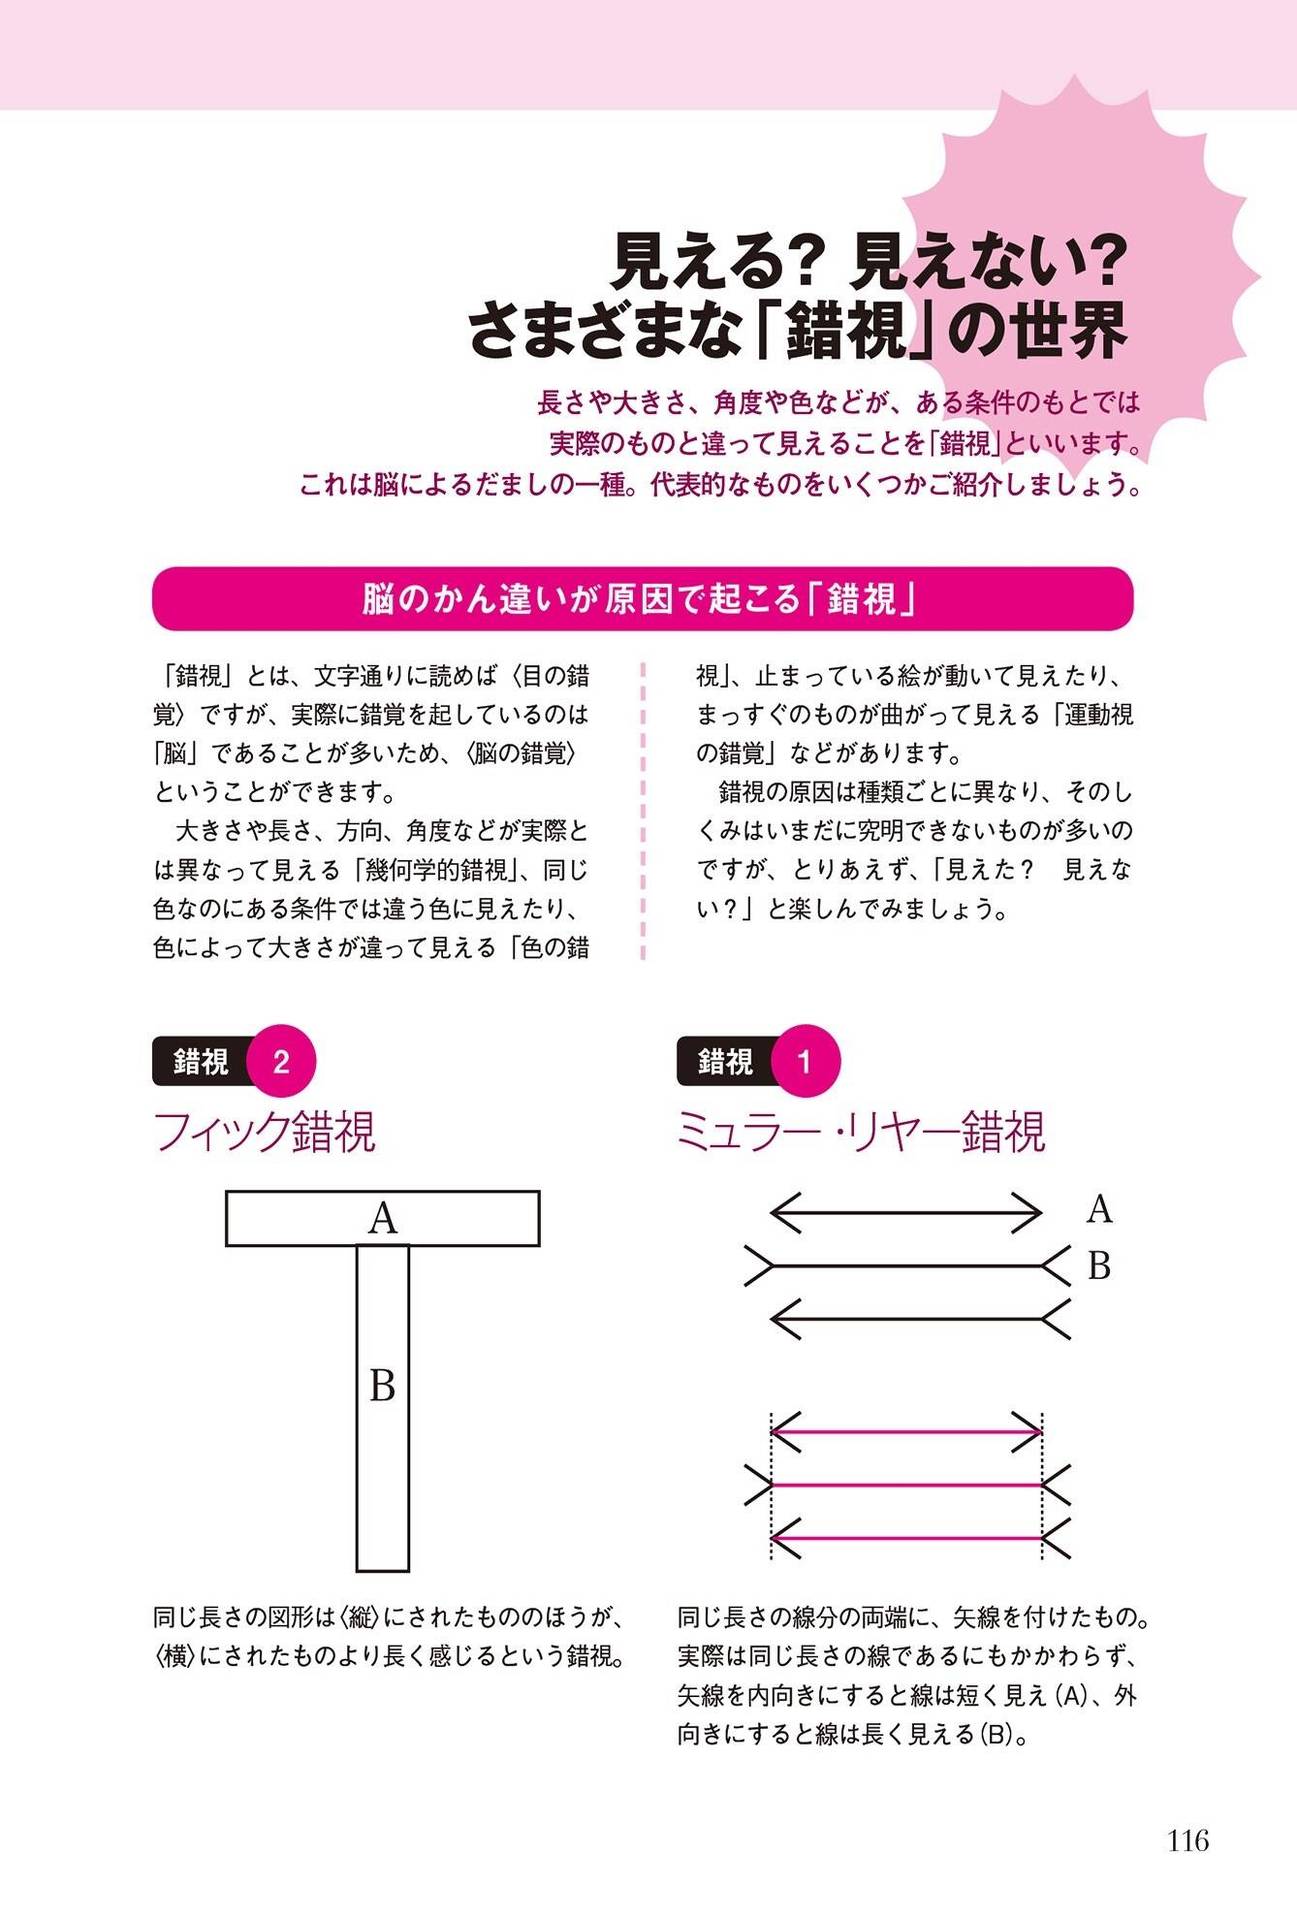 見える? 見えない?
さまざまな「錯視」の世界
長さや大きさ、角度や色などが、ある条件のもとでは
実際のものと違って見えることを「錯視」といいます。
これは脳によるだましの一種。代表的なものをいくつかご紹介しましょう。
脳のかん違いが原因で起こる「錯視」
「錯視」とは、文字通りに読めば〈目の錯
覚〉ですが、実際に錯覚を起しているのは
「脳」であることが多いため、〈脳の錯覚〉
ということができます。
　大きさや長さ、方向、角度などが実際と
は異なって見える「幾何学的錯視」、同じ
色なのにある条件では違う色に見えたり、
色によって大きさが違って見える「色の錯
視」、止まっている絵が動いて見えたり、
まっすぐのものが曲がって見える「運動視
の錯覚」などがあります。
　錯視の原因は種類ごとに異なり、そのし
くみはいまだに究明できないものが多いの
ですが、とりあえず、「見えた?　見えな
い?」と楽しんでみましょう。
錯視 1
ミュラー・リヤー錯視
A
B
同じ長さの線分の両端に、矢線を付けたもの。
実際は同じ長さの線であるにもかかわらず、
矢線を内向きにすると線は短く見え(A)、外
向きにすると線は長く見える(B)。
錯視 2
フィック錯視
A
B
同じ長さの図形は〈縦〉にされたもののほうが、
〈横〉にされたものより長く感じるという錯視。
116